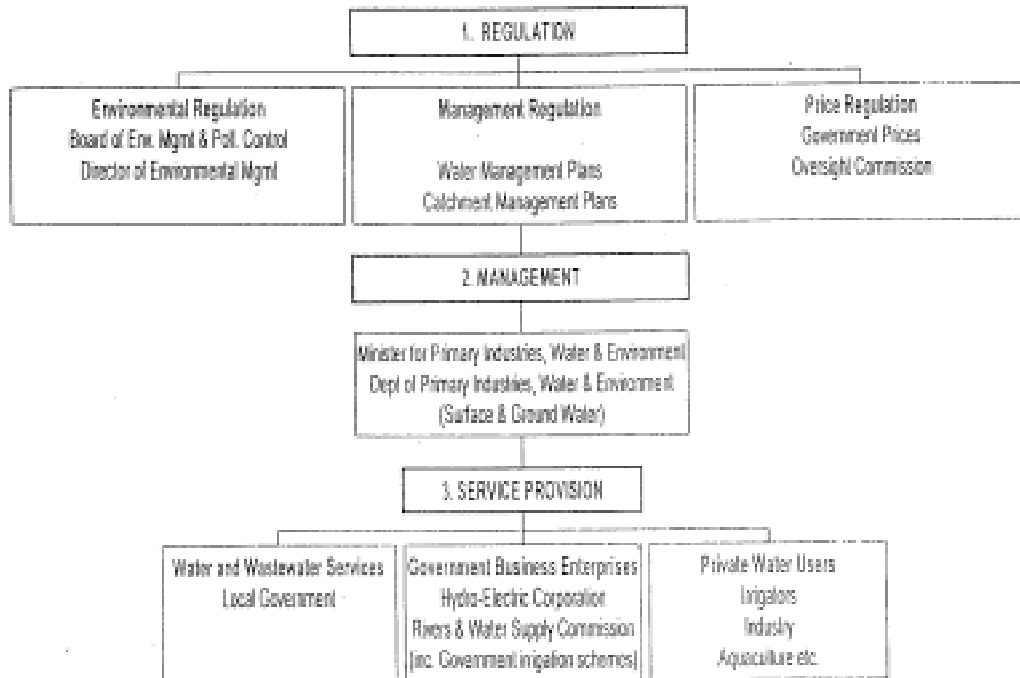 1. REGULATION
Environmental Regulation
Board of Env. Mgmt & Poll. Control
Director of Environmental Mgmt
Management Regulation
Water Management Plans
Catchment Management Plans
Price Regulation
Government Prices
Oversight Commission
2. MANAGEMENT
Minister for Primary Industries, Water & Environment
Dept of Primary Industries, Water & Environment
(Surface & Ground Water)
3. SERVICE PROVISION
Water and Wastewater Services
Local Government
Government Business Enterprises
Hydro-Electric Corporation
Rivers & Water Supply Commission
(inc. Government irrigation schemes)
Private Water Users
Irrigators
Industry
Aquaculture etc.